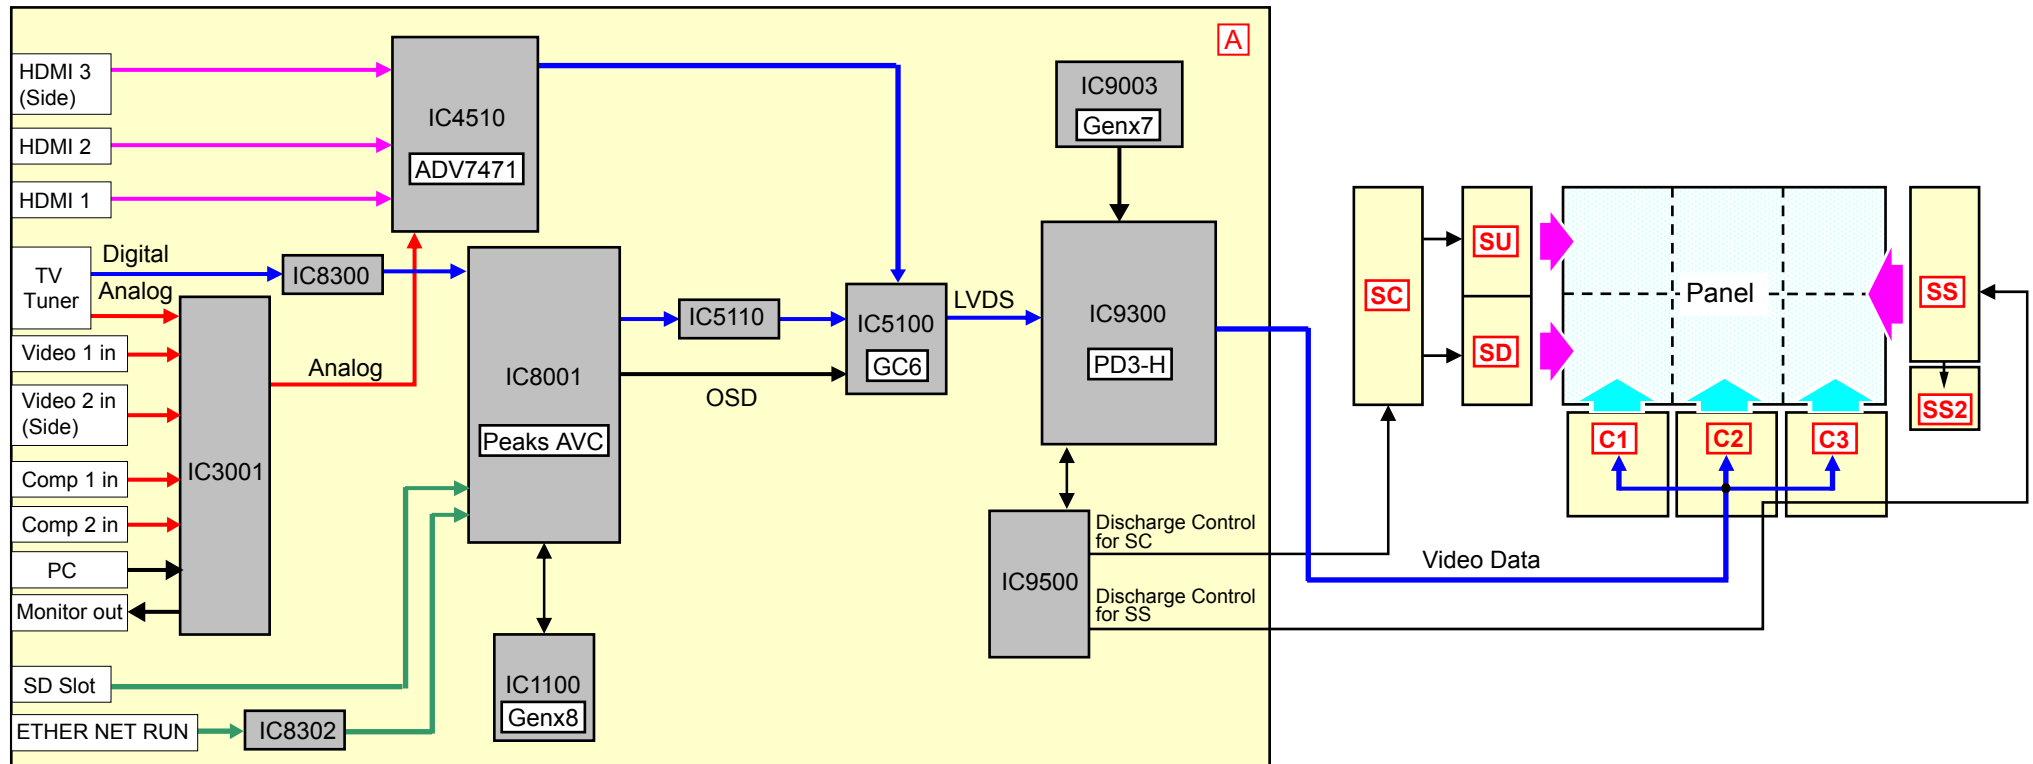 A
HDMI 3
(Side)
HDMI 2
HDMI 1
IC4510
ADV7471
IC9003
Genx7
TV
Tuner
Digital
Analog
IC8300
Video 1 in
Video 2 in
(Side)
Comp 1 in
Comp 2 in
PC
Monitor out
IC3001
Analog
IC8001
Peaks AVC
IC5110
OSD
IC5100
GC6
LVDS
IC9300
PD3-H
SD Slot
ETHER NET RUN
IC8302
IC1100
Genx8
IC9500
Discharge Control
for SC
Discharge Control
for SS
Video Data
SC
SU
SD
Panel
SS
SS2
C1
C2
C3